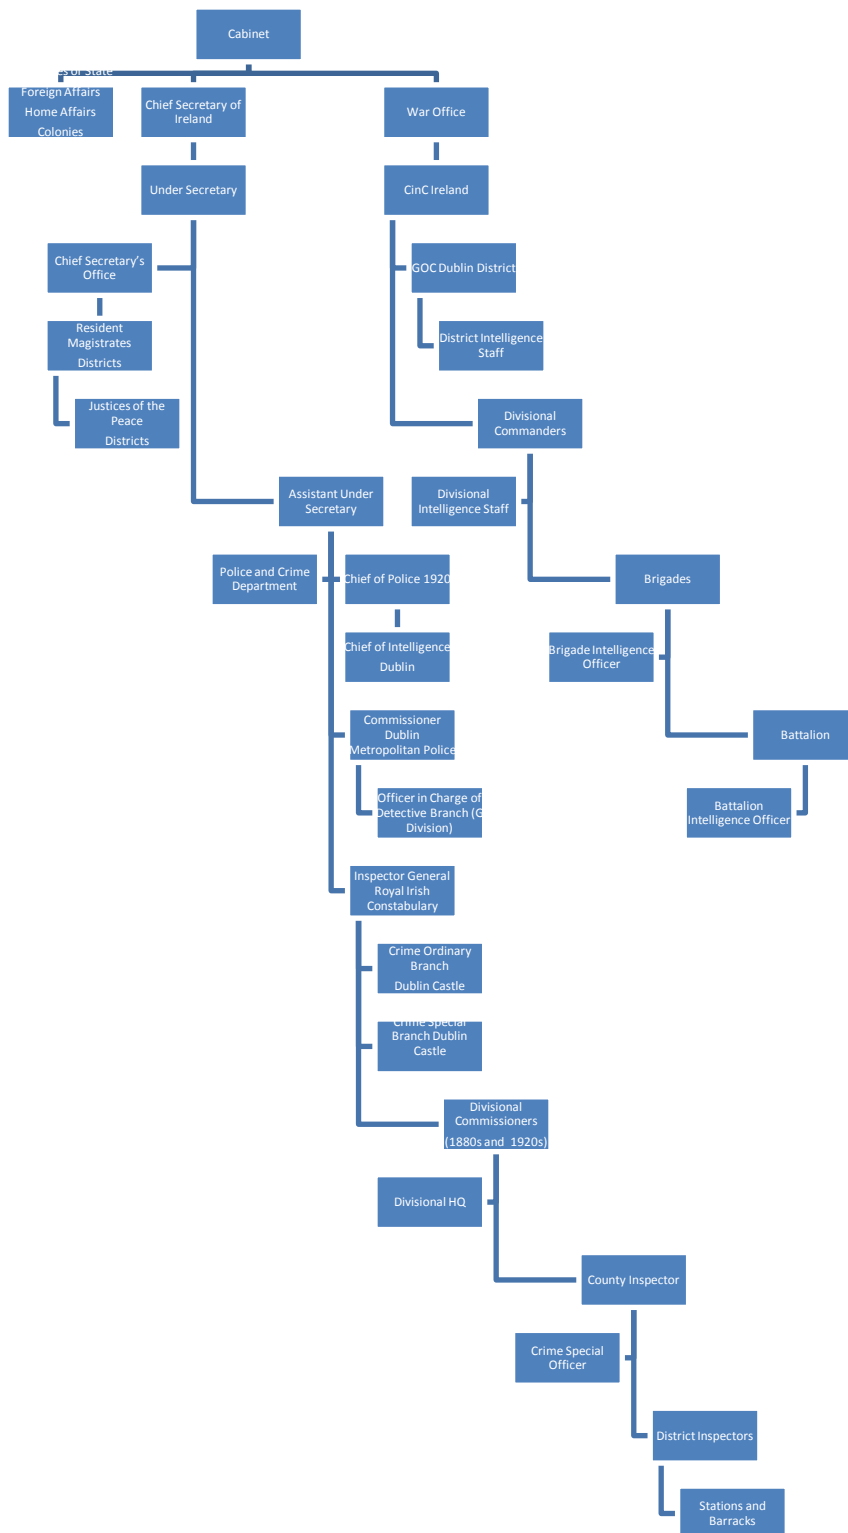 Cabinet
of State
Foreign Affairs
Home Affairs
Colonies
Chief Secretary of
Ireland
War Office
Under Secretary
CinC Ireland
Chief Secretary's
Office
GOC Dublin District
Resident
Magistrates
Districts
District Intelligence
Staff
Justices of the
Peace
Districts
Divisional
Commanders
Assistant Under
Secretary
Divisional
Intelligence Staff
Police and Crime
Department
Chief of Police 1920
Brigades
Chief of Intelligence
Dublin
Brigade Intelligence
Officer
Commissioner
Dublin
Metropolitan Police
Battalion
Officer in Charge of
Detective Branch (G
Division)
Battalion
Intelligence Officer
Inspector General
Royal Irish
Constabulary
Crime Ordinary
Branch
Dublin Castle
Crime Special
Branch Dublin
Castle
Divisional
Commissioners
(1880s and 1920s)
Divisional HQ
County Inspector
Crime Special
Officer
District Inspectors
Stations and
Barracks